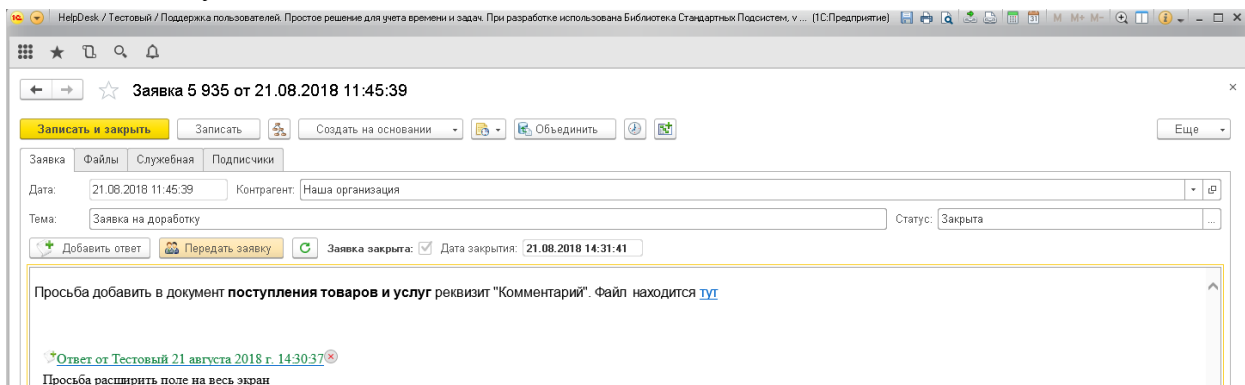 HelpDesk / Тестовый / Поддержка пользователей. Простое решение для учета времени и задач. При разработке использована Библиотека Стандартных Подсистем, v ... (1С:Предприятие) M M+ M-
Заявка 5 935 от 21.08.2018 11:45:39
Записать и закрыть Записать Создать на основании Объединить Еще
Заявка Файлы Служебная Подписчики
Дата: 21.08.2018 11:45:39 Контрагент: Наша организация
Тема: Заявка на доработку Статус: Закрыта ...
Добавить ответ Передать заявку Заявка закрыта: Дата закрытия: 21.08.2018 14:31:41
Просьба добавить в документ поступления товаров и услуг реквизит "Комментарий". Файл находится тут
Ответ от Тестовый 21 августа 2018 г. 14:30:37
Просьба расширить поле на весь экран